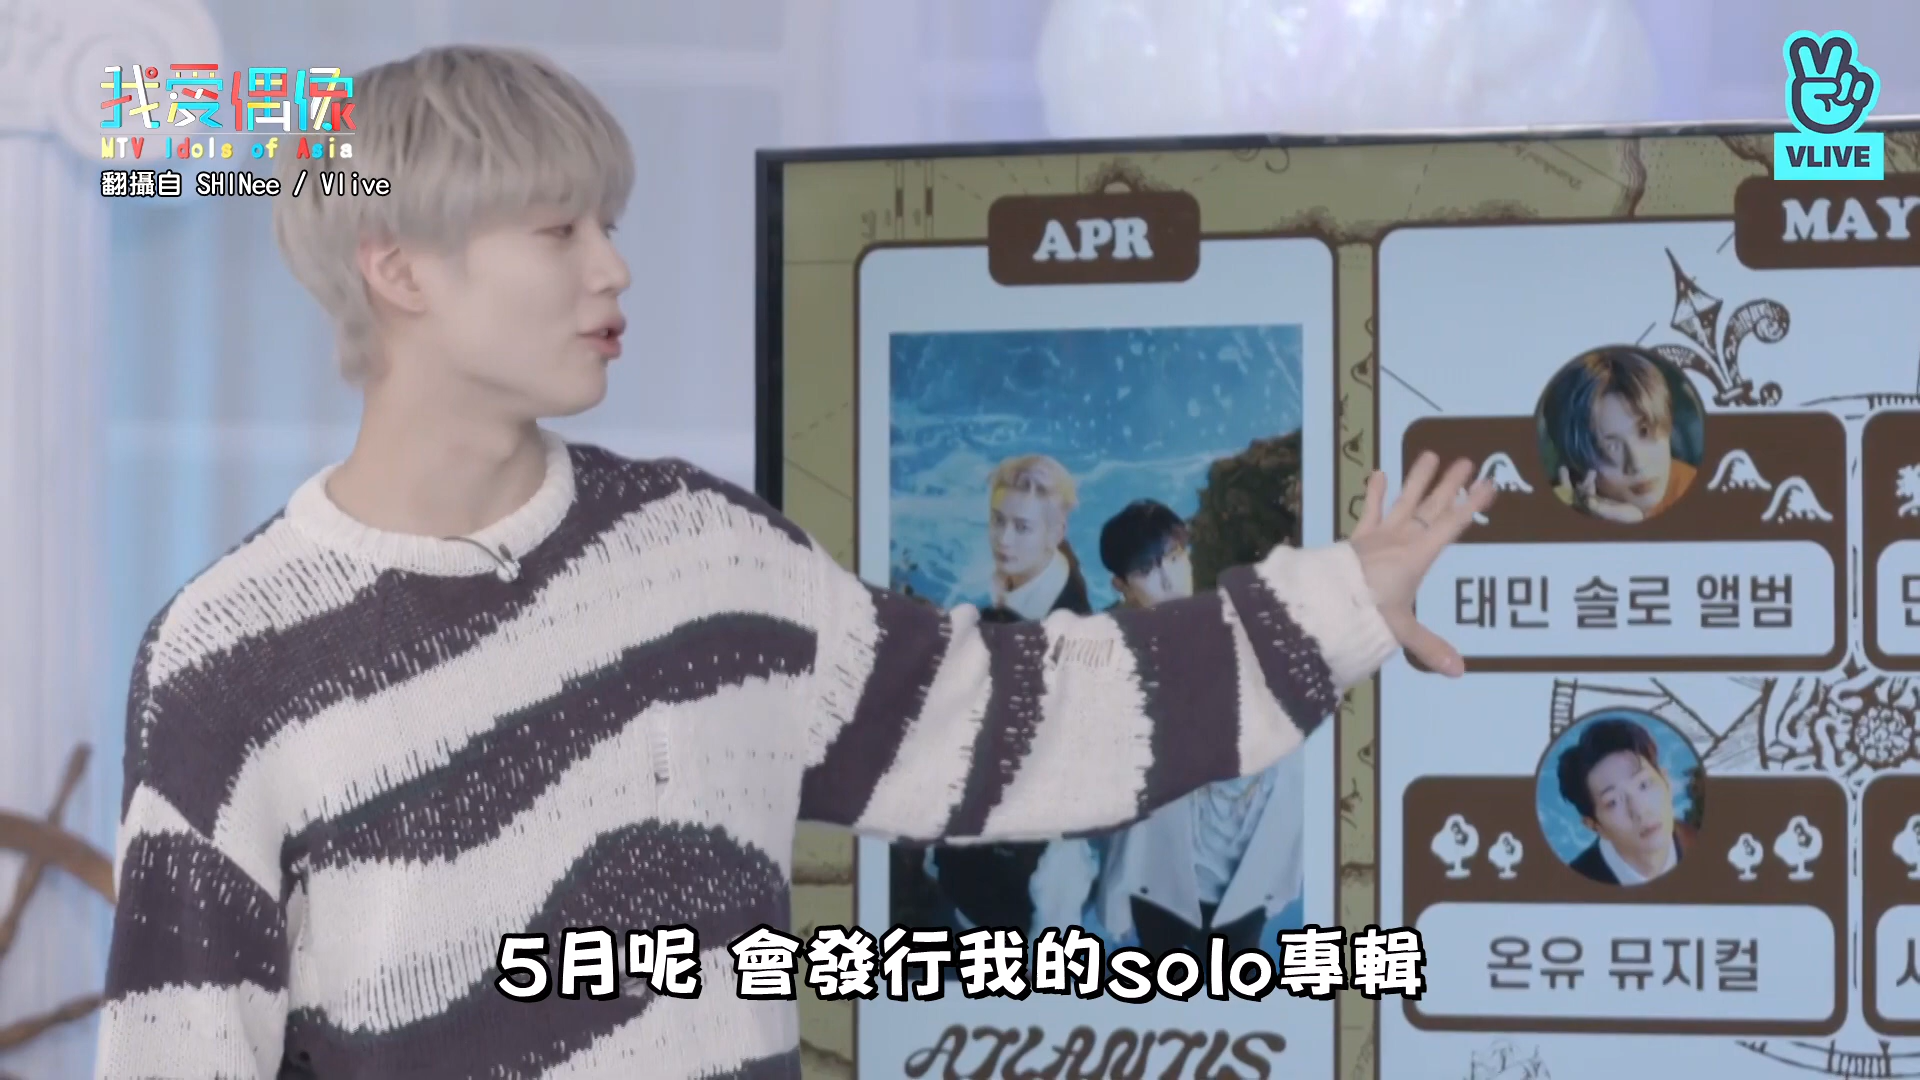 我愛偶像
MTV Idols of Asia
翻攝自 SHINee / Vlive
VLIVE
APR
MAY
태민 솔로 앨범
온유 뮤지컬
5月呢 會發行我的solo專輯
ATLANTIS